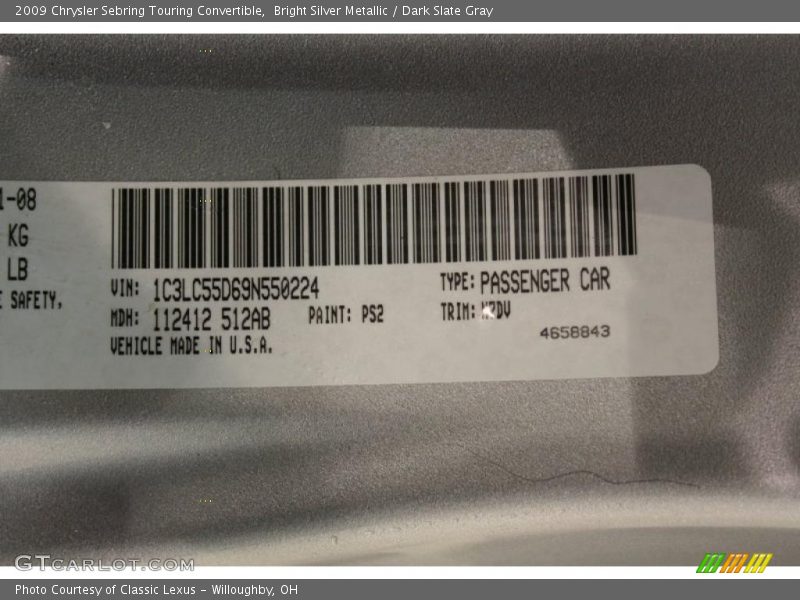 2009 Chrysler Sebring Touring Convertible, Bright Silver Metallic / Dark Slate Gray
1-08
KG
LB
E SAFETY,
VIN: 1C3LC55D69N550224
TYPE: PASSENGER CAR
MDH: 112412 512AB
PAINT: PS2
TRIM:
VEHICLE MADE IN U.S.A.
4658843
GTCARLOT.COM
Photo Courtesy of Classic Lexus - Willoughby, OH